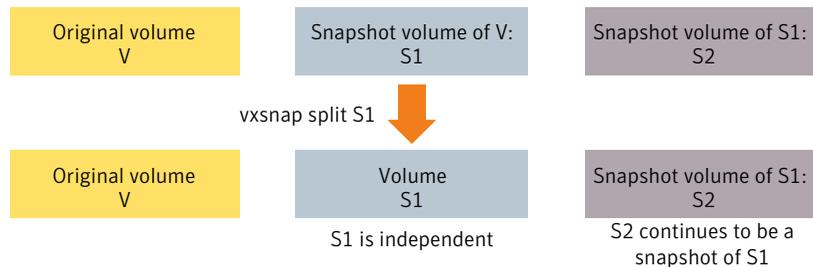 Original volume
V
Snapshot volume of V:
S1
Snapshot volume of S1:
S2
vxsnap split S1
Original volume
V
Volume
S1
Snapshot volume of S1:
S2
S1 is independent
S2 continues to be a
snapshot of S1